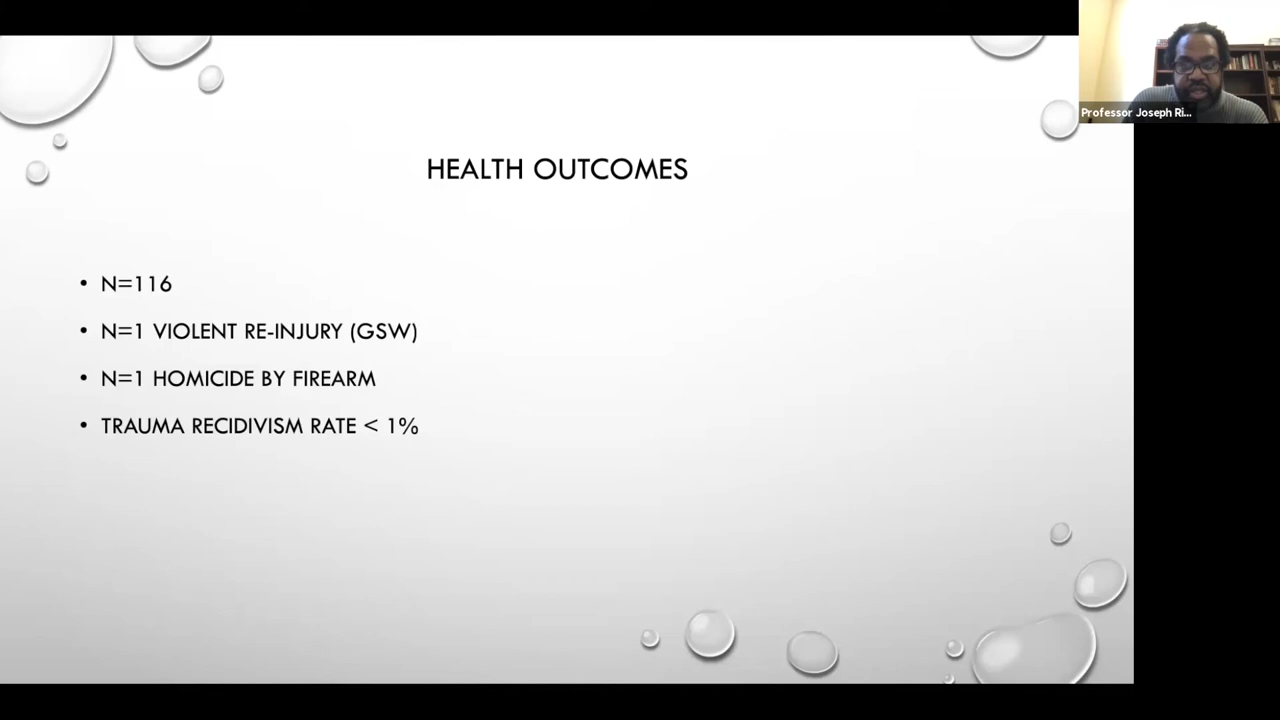 Professor Joseph Ri...
HEALTH OUTCOMES
• N=116
• N=1 VIOLENT RE-INJURY (GSW)
• N=1 HOMICIDE BY FIREARM
• TRAUMA RECIDIVISM RATE < 1%